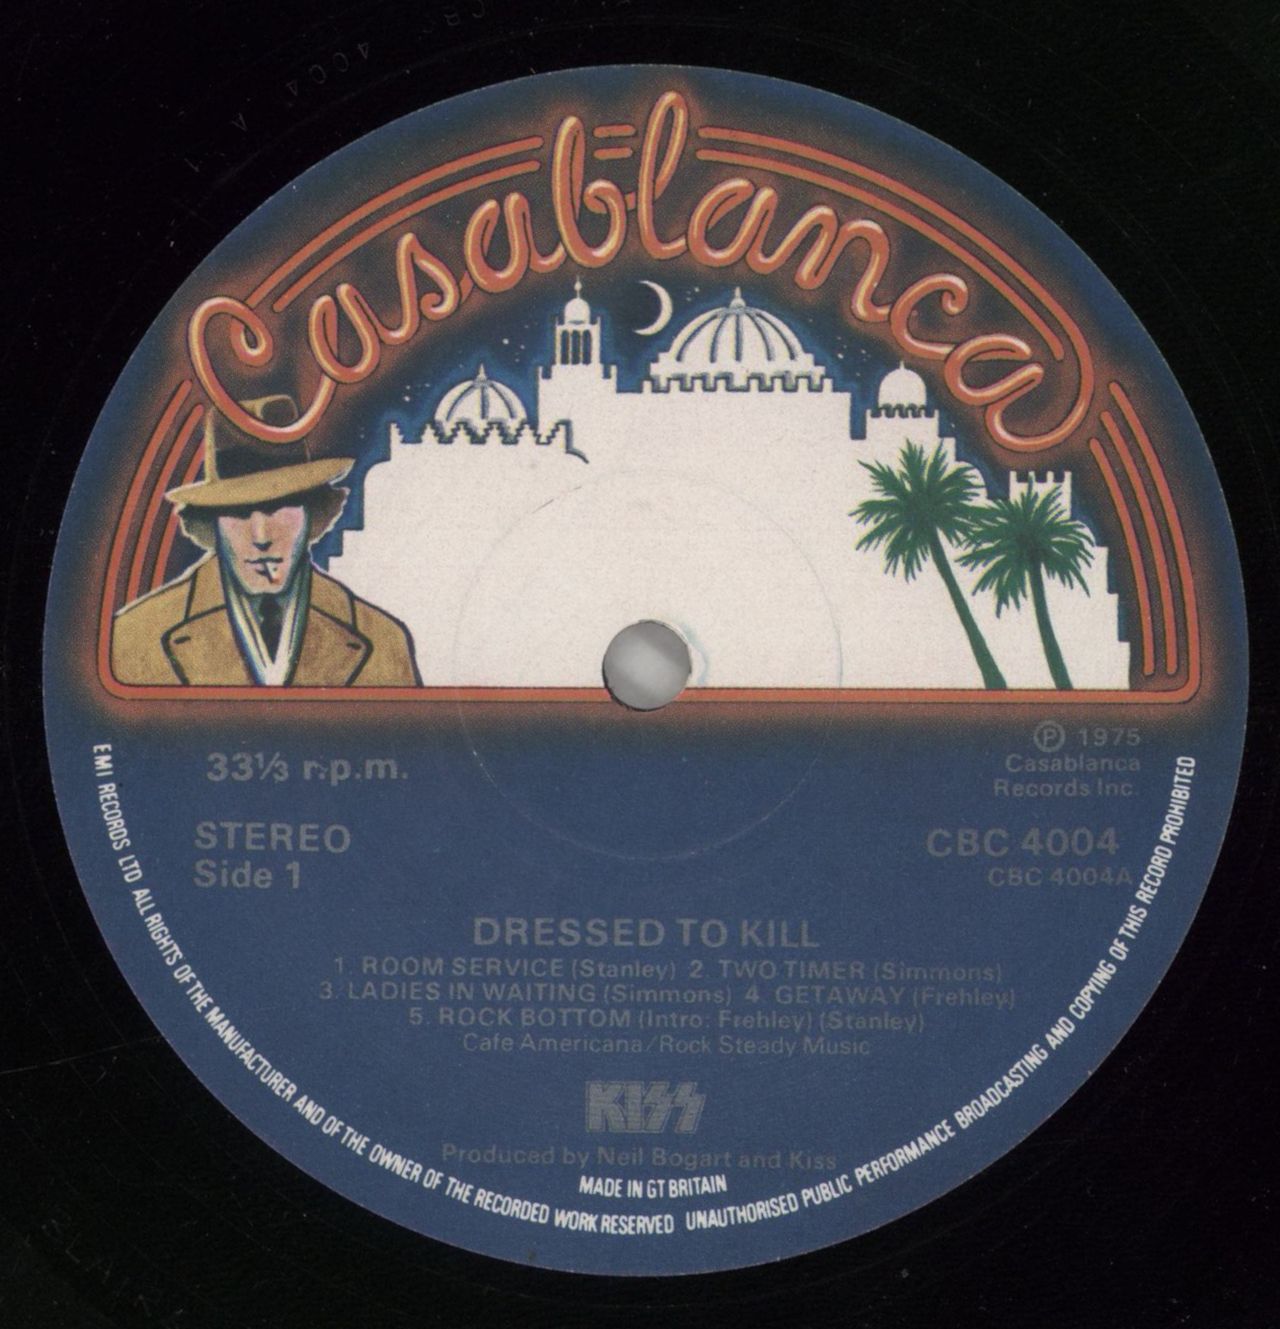 Casablanca
33⅓ r.p.m.
STEREO
Side 1
Ⓟ 1975
Casablanca
Records Inc.
CBC 4004
CBC 4004A
DRESSED TO KILL
1. ROOM SERVICE (Stanley) 2. TWO TIMER (Simmons)
3. LADIES IN WAITING (Simmons) 4. GETAWAY (Frehley)
5. ROCK BOTTOM (Intro: Frehley) (Stanley)
Cafe Americana/Rock Steady Music
KISS
Produced by Neil Bogart and Kiss
MADE IN GT BRITAIN
EMI RECORDS LTD ALL RIGHTS OF THE MANUFACTURER AND OF THE OWNER OF THE RECORDED WORK RESERVED UNAUTHORISED PUBLIC PERFORMANCE BROADCASTING AND COPYING OF THIS RECORD PROHIBITED